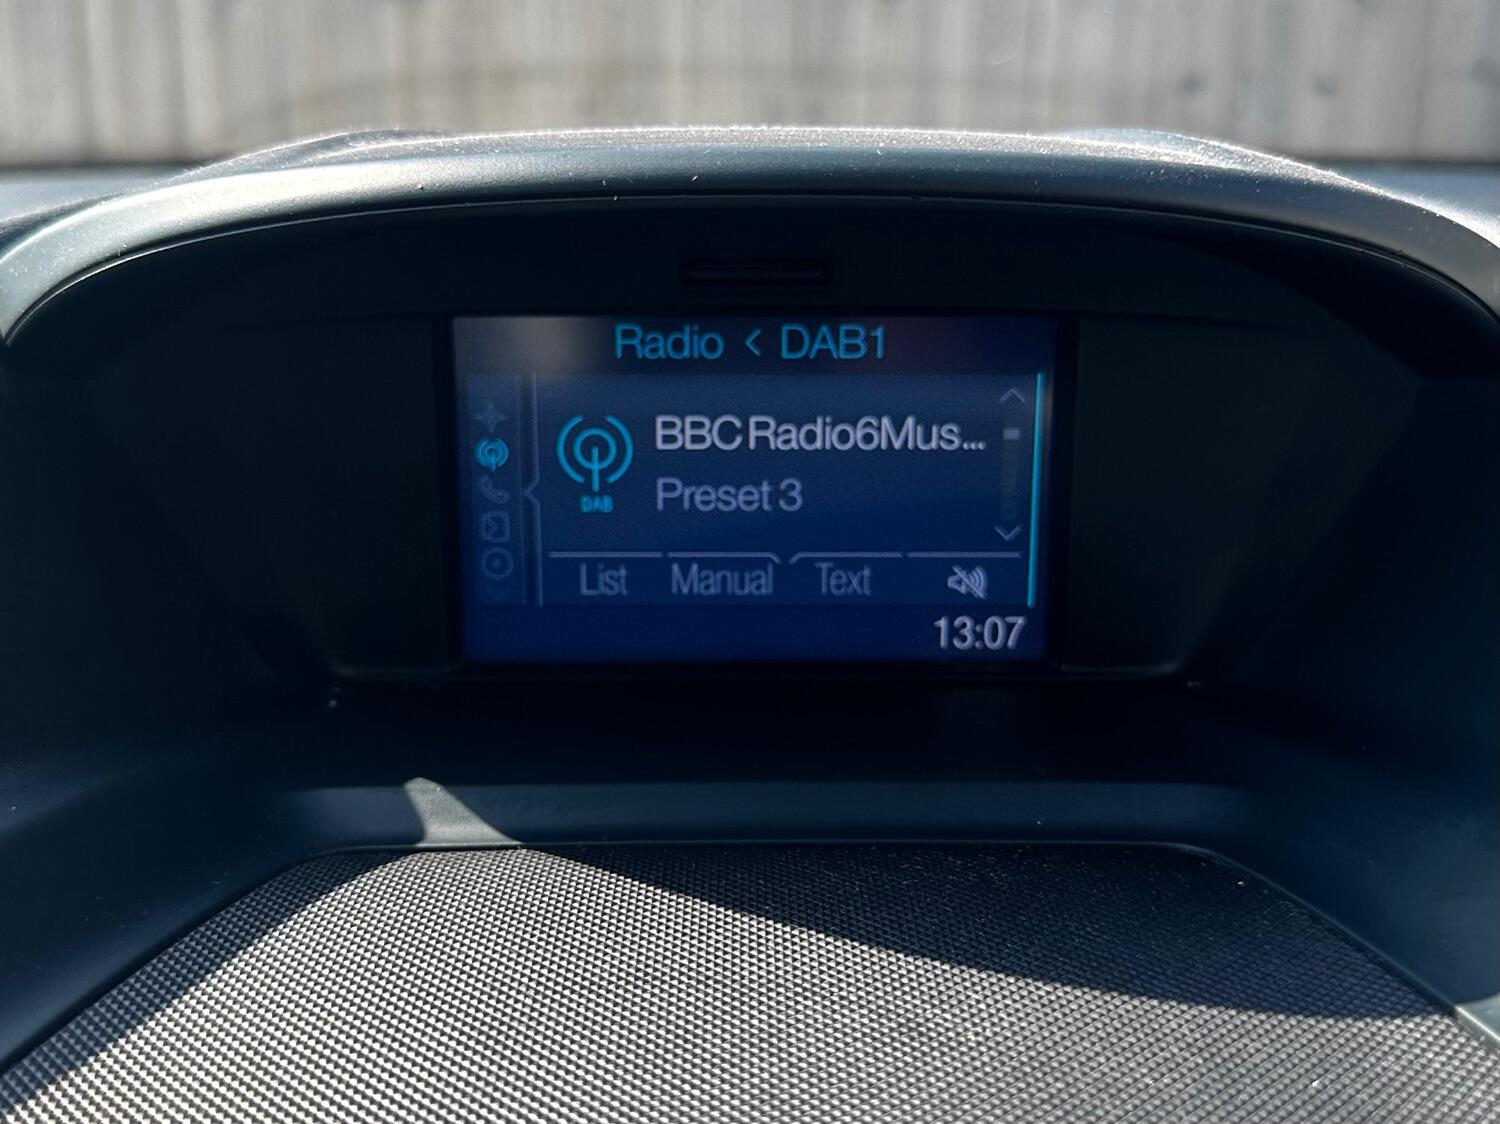 Radio < DAB1
BBC Radio6Mus...
DAB
Preset 3
List Manual Text
13:07